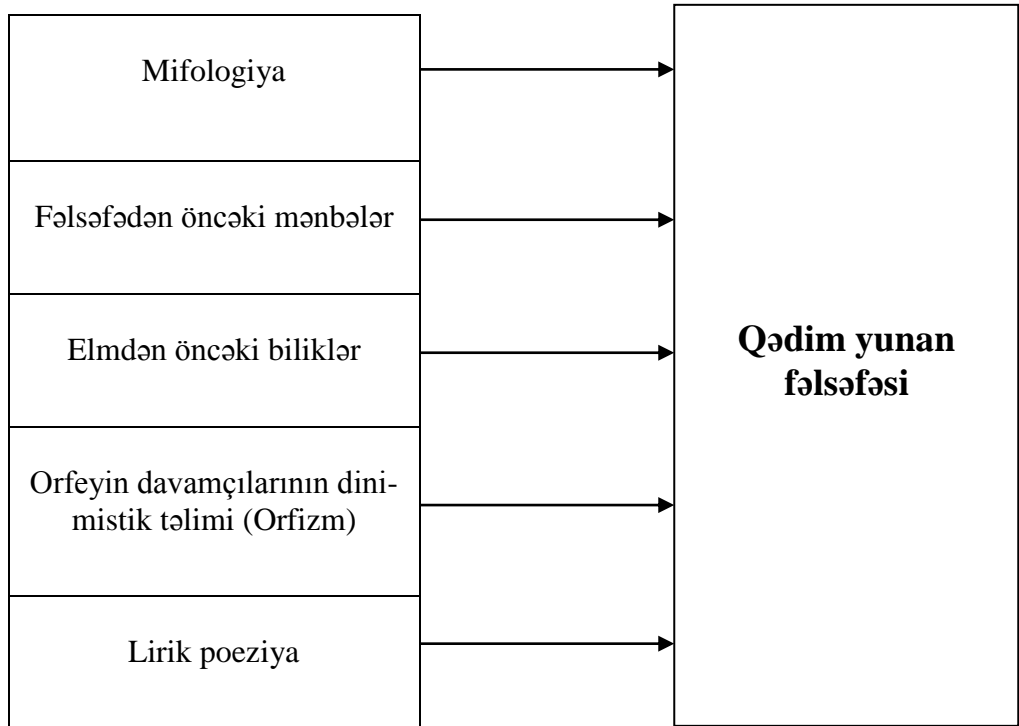 Mifologiya
Fəlsəfədən öncəki mənbələr
Elmdən öncəki biliklər
Orfeyin davamçılarının dini-
mistik təlimi (Orfizm)
Lirik poeziya
Qədim yunan
fəlsəfəsi